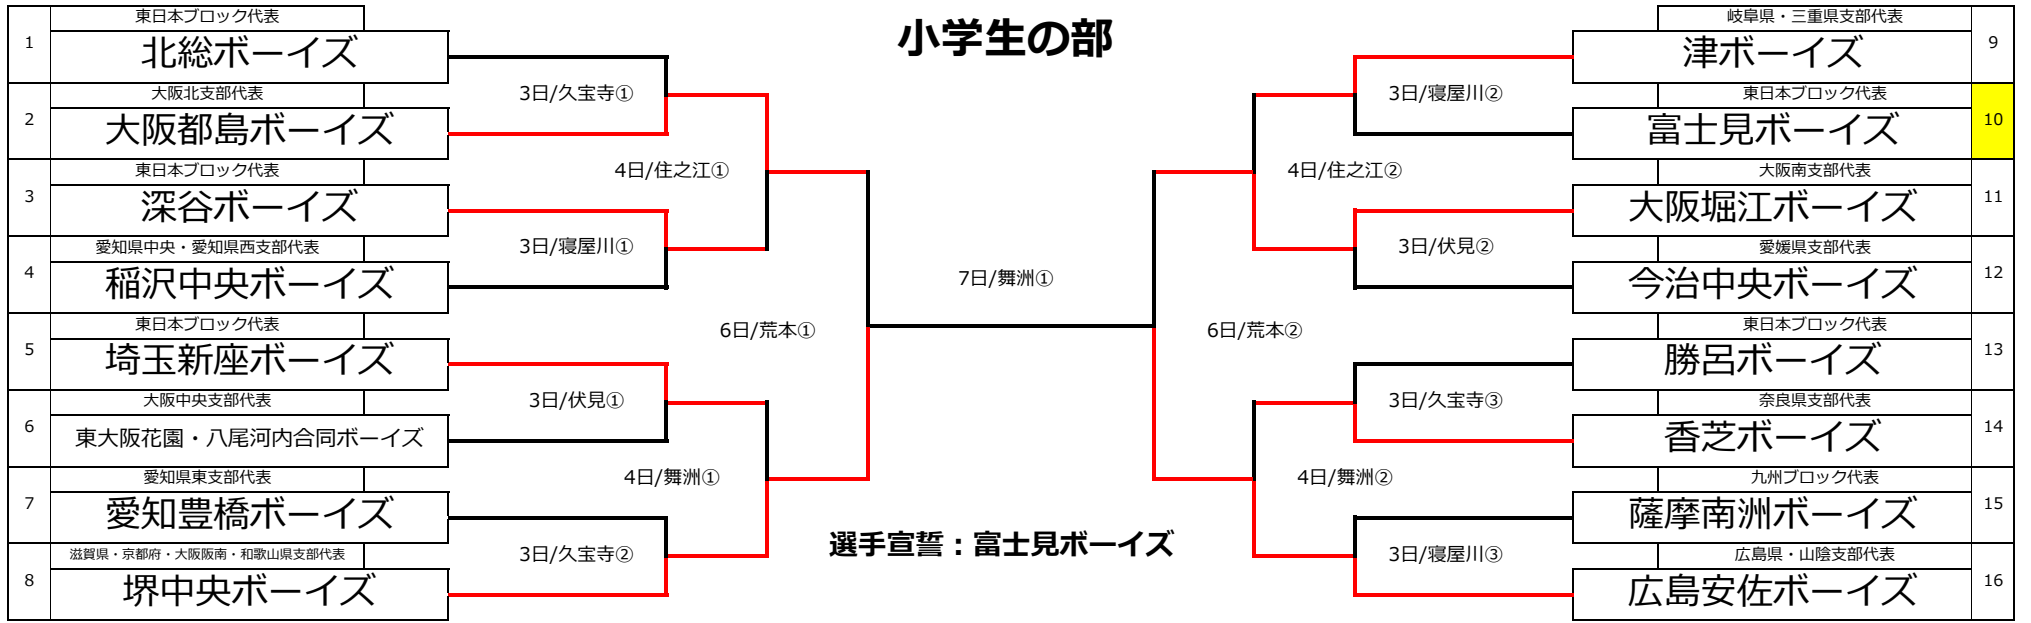 小学生の部
1
東日本ブロック代表
北総ボーイズ
2
大阪北支部代表
大阪都島ボーイズ
3
東日本ブロック代表
深谷ボーイズ
4
愛知県中央・愛知県西支部代表
稲沢中央ボーイズ
5
東日本ブロック代表
埼玉新座ボーイズ
6
大阪中央支部代表
東大阪花園・八尾河内合同ボーイズ
7
愛知県東支部代表
愛知豊橋ボーイズ
8
滋賀県・京都府・大阪阪南・和歌山県支部代表
堺中央ボーイズ
3日/久宝寺①
3日/寝屋川①
3日/伏見①
3日/久宝寺②
4日/住之江①
4日/舞洲①
6日/荒本①
7日/舞洲①
選手宣誓：富士見ボーイズ
6日/荒本②
4日/住之江②
4日/舞洲②
3日/寝屋川②
3日/伏見②
3日/久宝寺③
3日/寝屋川③
岐阜県・三重県支部代表
津ボーイズ
9
東日本ブロック代表
富士見ボーイズ
10
大阪南支部代表
大阪堀江ボーイズ
11
愛媛県支部代表
今治中央ボーイズ
12
東日本ブロック代表
勝呂ボーイズ
13
奈良県支部代表
香芝ボーイズ
14
九州ブロック代表
薩摩南洲ボーイズ
15
広島県・山陰支部代表
広島安佐ボーイズ
16